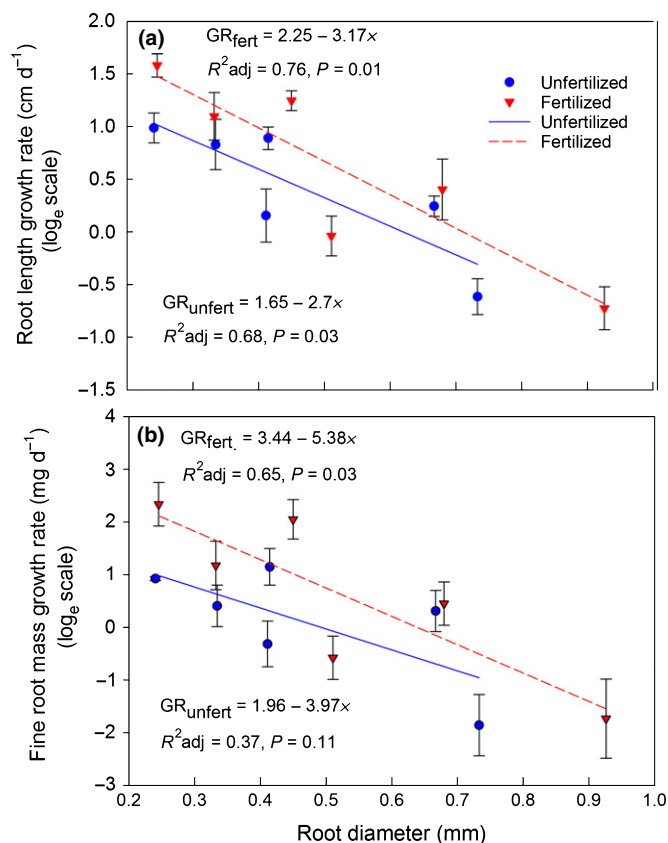 (a)
GRfert = 2.25 – 3.17x
R²adj = 0.76, P = 0.01
Unfertilized
Fertilized
Unfertilized
Fertilized
GRunfert = 1.65 – 2.7x
R²adj = 0.68, P = 0.03
Root length growth rate (cm d⁻¹)
(logₑ scale)
2.0
1.5
1.0
0.5
0.0
−0.5
−1.0
−1.5
(b)
GRfert. = 3.44 – 5.38x
R²adj = 0.65, P = 0.03
GRunfert = 1.96 – 3.97x
R²adj = 0.37, P = 0.11
Fine root mass growth rate (mg d⁻¹)
(logₑ scale)
4
3
2
1
0
−1
−2
−3
0.2 0.3 0.4 0.5 0.6 0.7 0.8 0.9 1.0
Root diameter (mm)